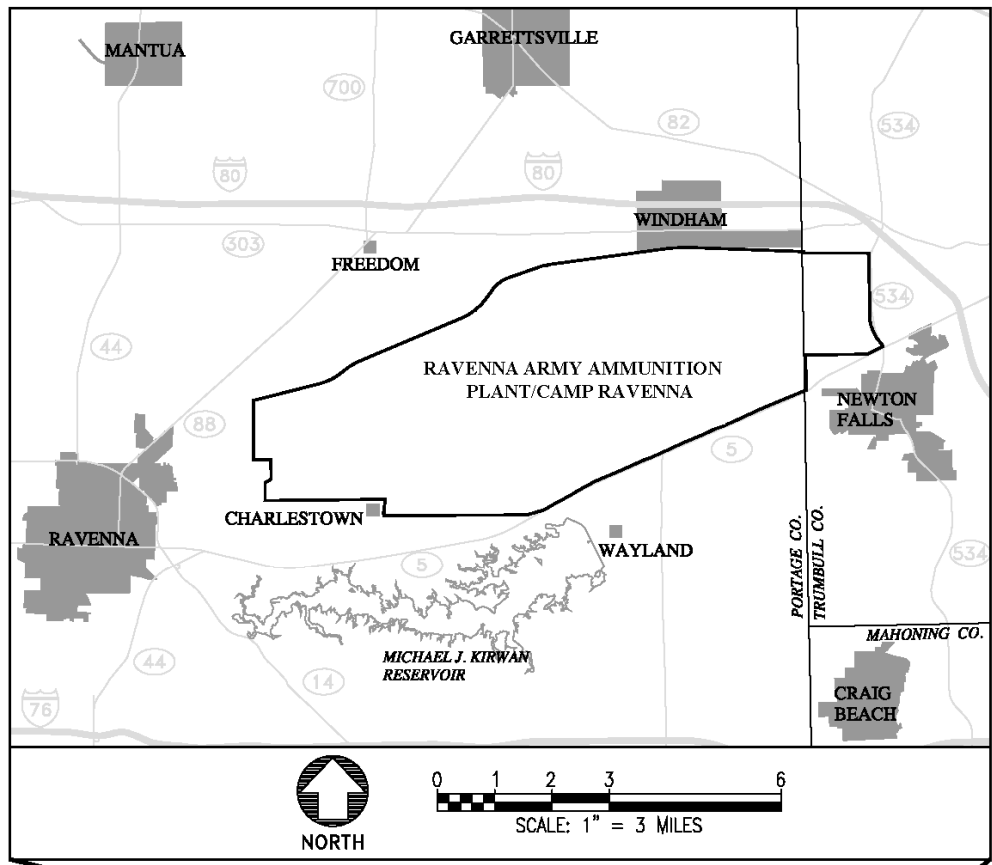 MANTUA
GARRETTSVILLE
700
82
534
80
80
WINDHAM
303
FREEDOM
534
44
RAVENNA ARMY AMMUNITION
PLANT/CAMP RAVENNA
NEWTON
FALLS
88
5
CHARLESTOWN
RAVENNA
WAYLAND
PORTAGE CO.
TRUMBULL CO.
534
5
MAHONING CO.
44
MICHAEL J. KIRWAN
RESERVOIR
14
76
CRAIG
BEACH
0 1 2 3 6
SCALE: 1" = 3 MILES
NORTH